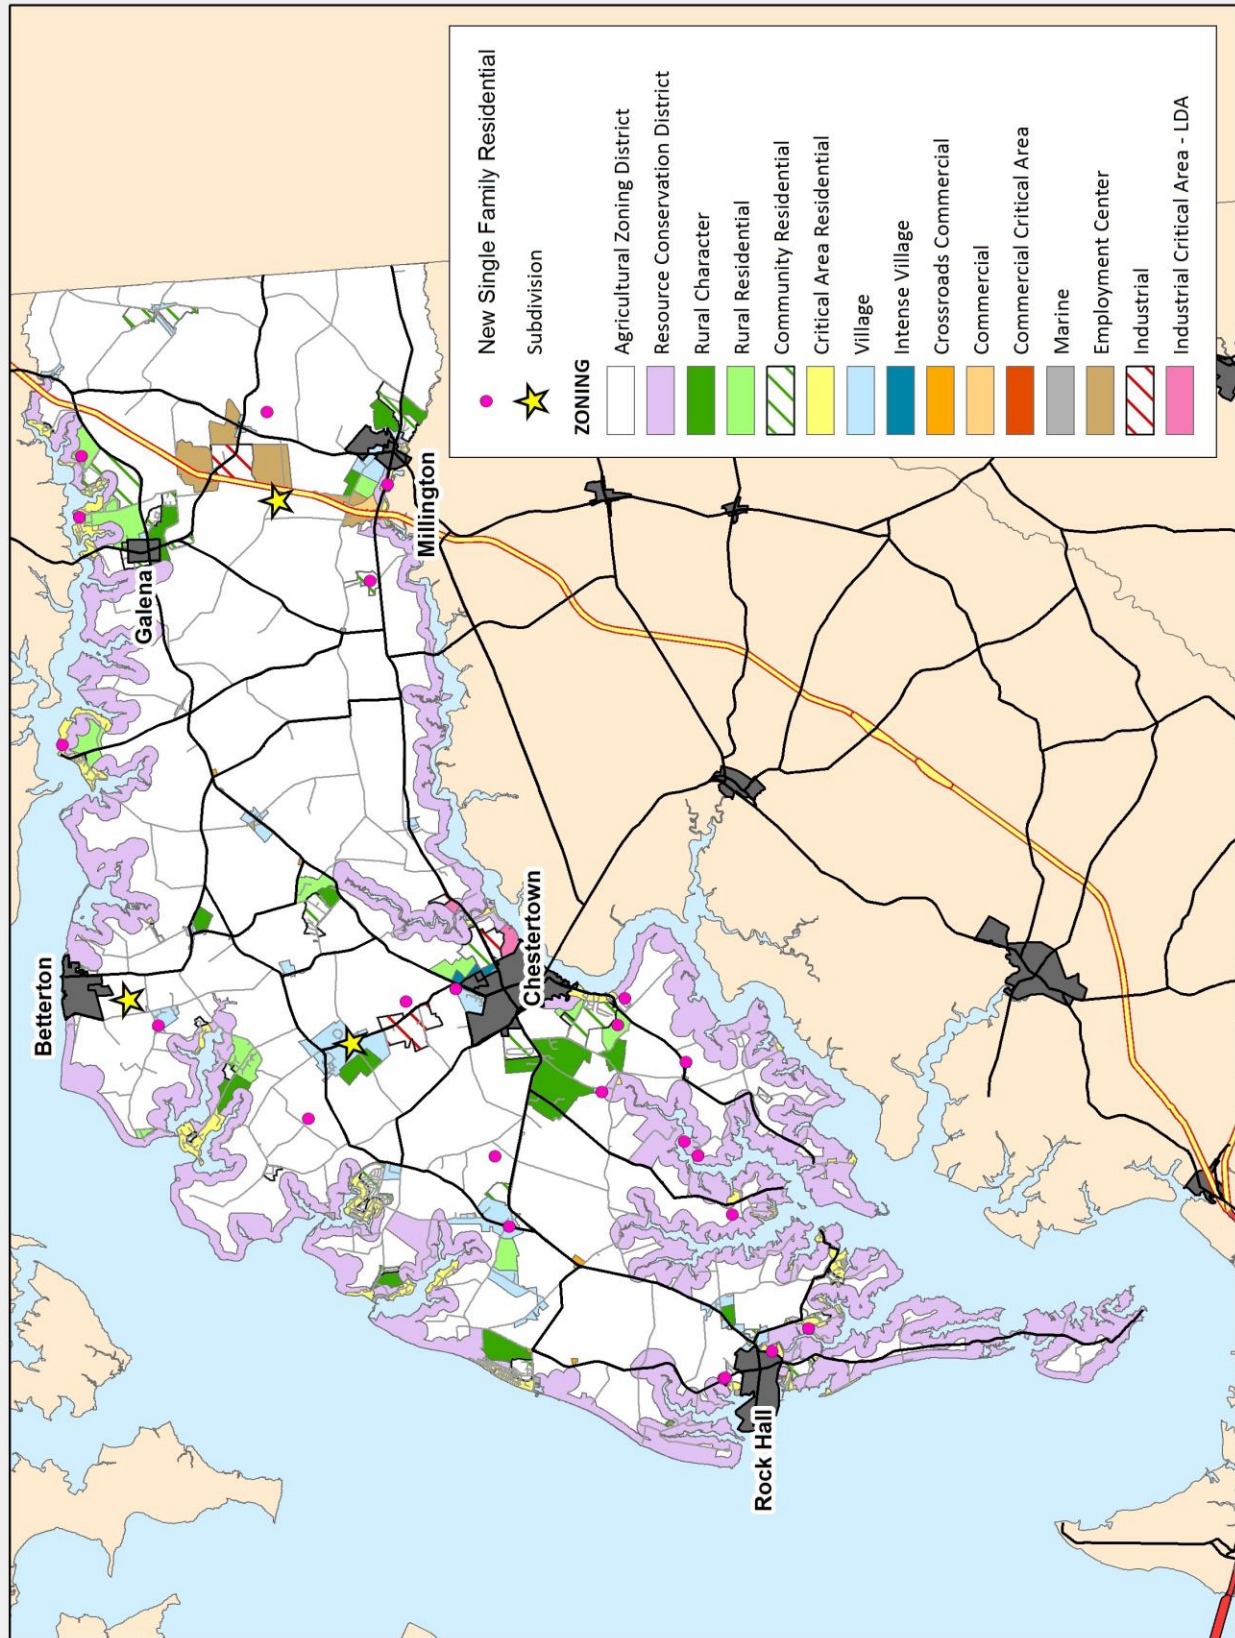 Betterton
Galena
Millington
Chestertown
Rock Hall
New Single Family Residential
Subdivision
ZONING
Agricultural Zoning District
Resource Conservation District
Rural Character
Rural Residential
Community Residential
Critical Area Residential
Village
Intense Village
Crossroads Commercial
Commercial
Commercial Critical Area
Marine
Employment Center
Industrial
Industrial Critical Area - LDA